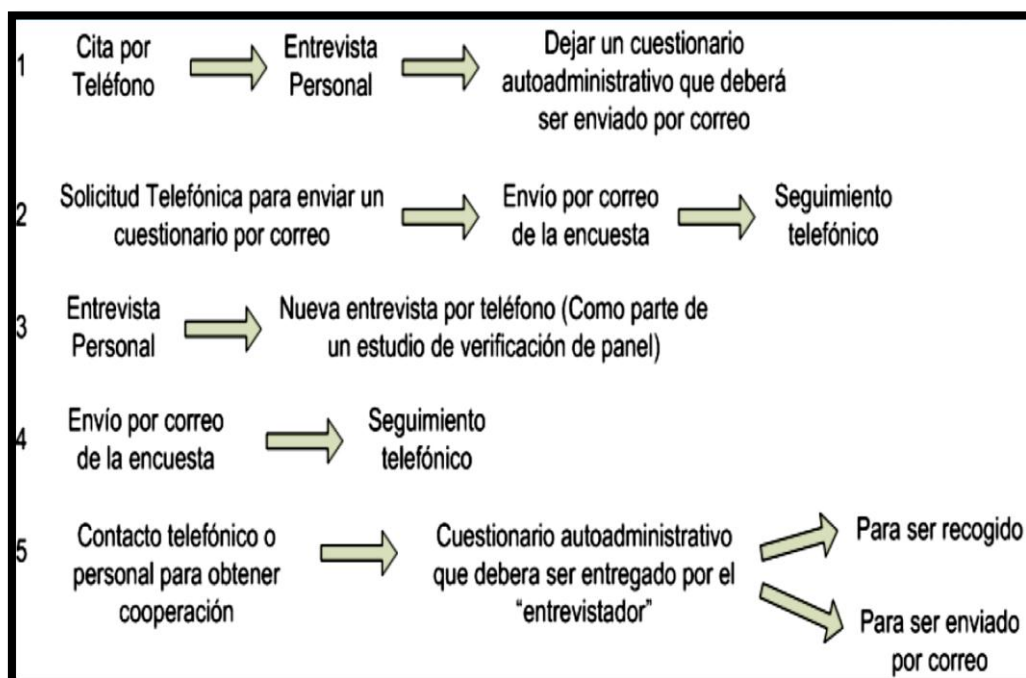 1
Cita por
Teléfono
Entrevista
Personal
Dejar un cuestionario
autoadministrativo que deberá
ser enviado por correo
2
Solicitud Telefónica para enviar un
cuestionario por correo
Envío por correo
de la encuesta
Seguimiento
telefónico
3
Entrevista
Personal
Nueva entrevista por teléfono (Como parte de
un estudio de verificación de panel)
4
Envío por correo
de la encuesta
Seguimiento
telefónico
5
Contacto telefónico o
personal para obtener
cooperación
Cuestionario autoadministrativo
que debera ser entregado por el
“entrevistador”
Para ser recogido
Para ser enviado
por correo